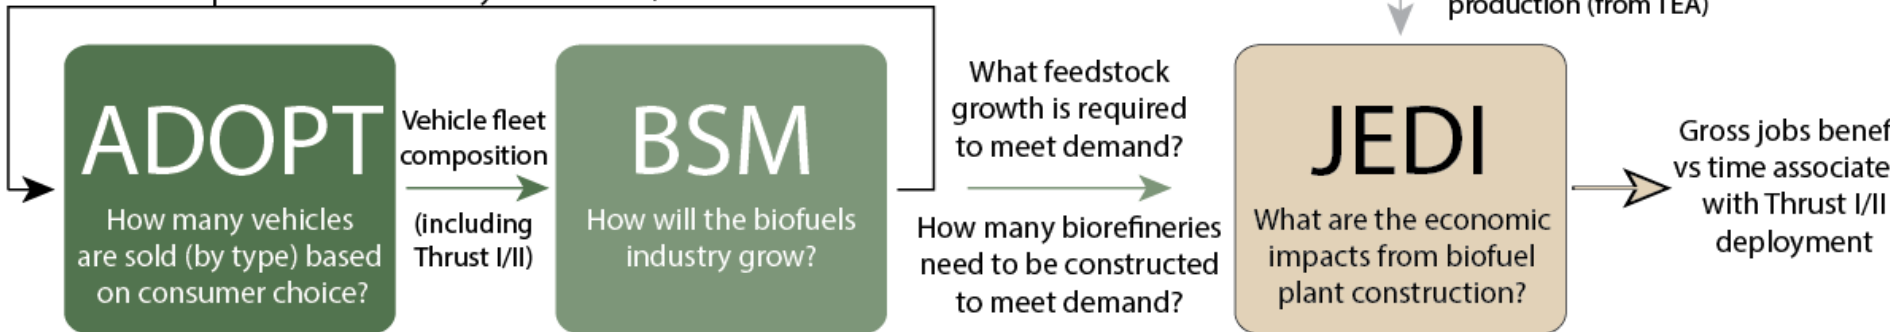 production (from TEA)
ADOPT
How many vehicles
are sold (by type) based
on consumer choice?
Vehicle fleet
composition
(including
Thrust I/II)
BSM
How will the biofuels
industry grow?
What feedstock
growth is required
to meet demand?
How many biorefineries
need to be constructed
to meet demand?
JEDI
What are the economic
impacts from biofuel
plant construction?
Gross jobs benef
vs time associate
with Thrust I/II
deployment